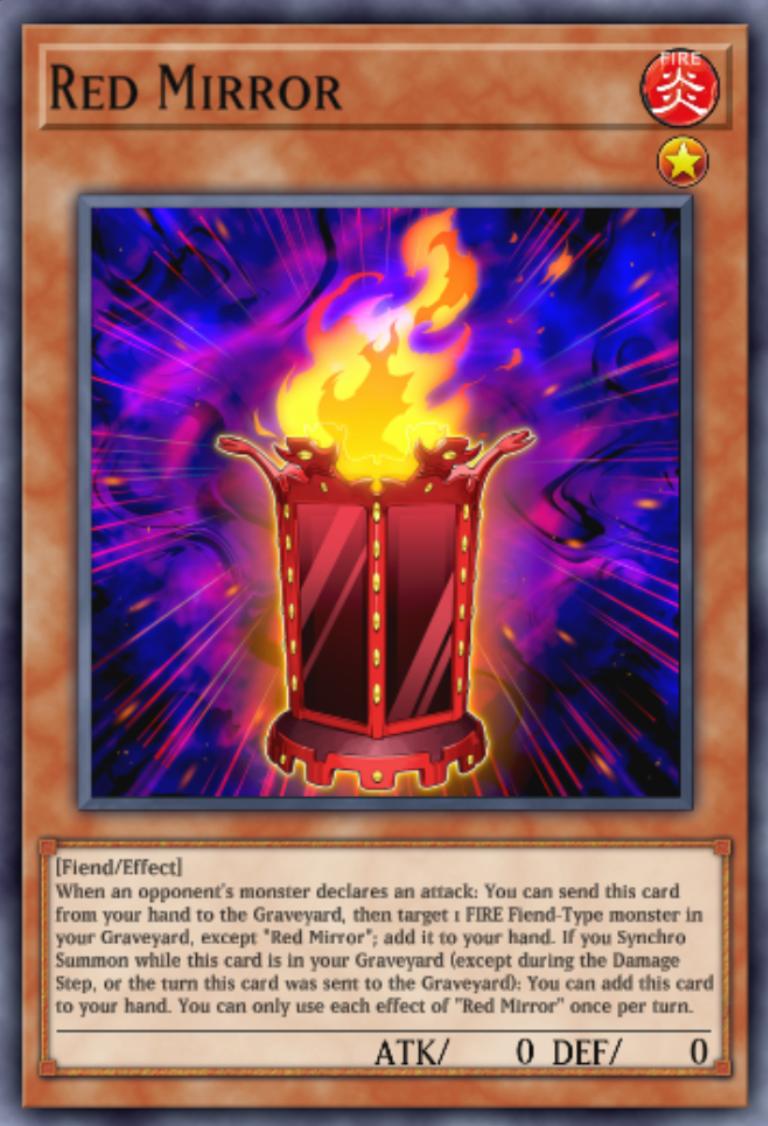 RED MIRROR
FIRE
炎
[Fiend/Effect]
When an opponent's monster declares an attack: You can send this card
from your hand to the Graveyard, then target 1 FIRE Fiend-Type monster in
your Graveyard, except "Red Mirror"; add it to your hand. If you Synchro
Summon while this card is in your Graveyard (except during the Damage
Step, or the turn this card was sent to the Graveyard): You can add this card
to your hand. You can only use each effect of "Red Mirror" once per turn.
ATK/ 0 DEF/ 0